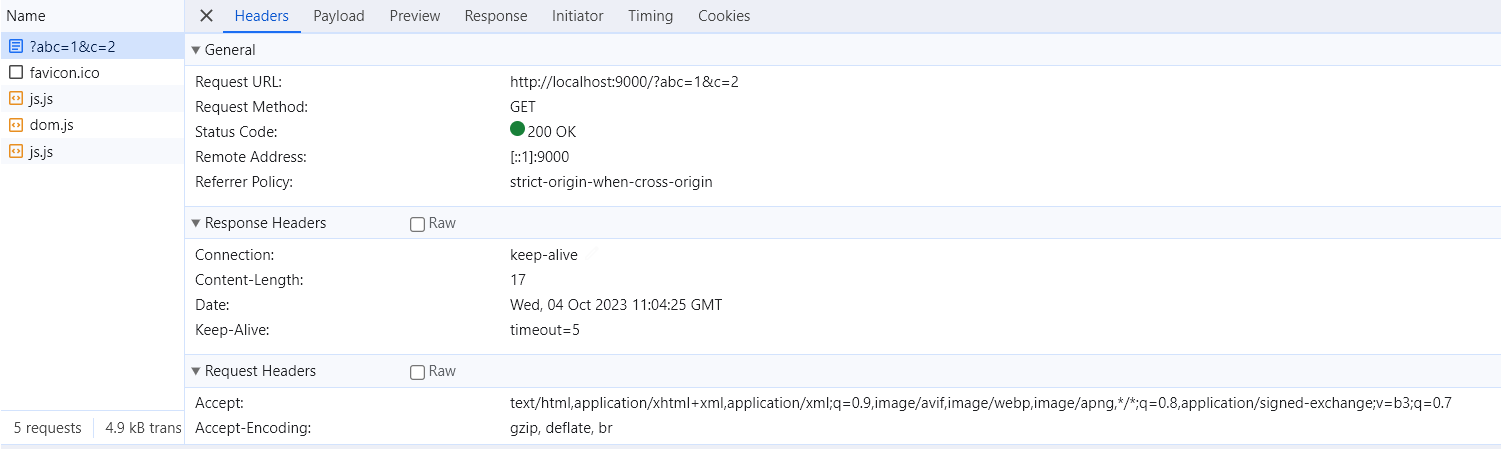 Name
?abc=1&c=2
favicon.ico
js.js
dom.js
js.js
5 requests 4.9 kB trans
Headers Payload Preview Response Initiator Timing Cookies
General
Request URL: http://localhost:9000/?abc=1&c=2
Request Method: GET
Status Code: 200 OK
Remote Address: [::1]:9000
Referrer Policy: strict-origin-when-cross-origin
Response Headers Raw
Connection: keep-alive
Content-Length: 17
Date: Wed, 04 Oct 2023 11:04:25 GMT
Keep-Alive: timeout=5
Request Headers Raw
Accept: text/html,application/xhtml+xml,application/xml;q=0.9,image/avif,image/webp,image/apng,*/*;q=0.8,application/signed-exchange;v=b3;q=0.7
Accept-Encoding: gzip, deflate, br